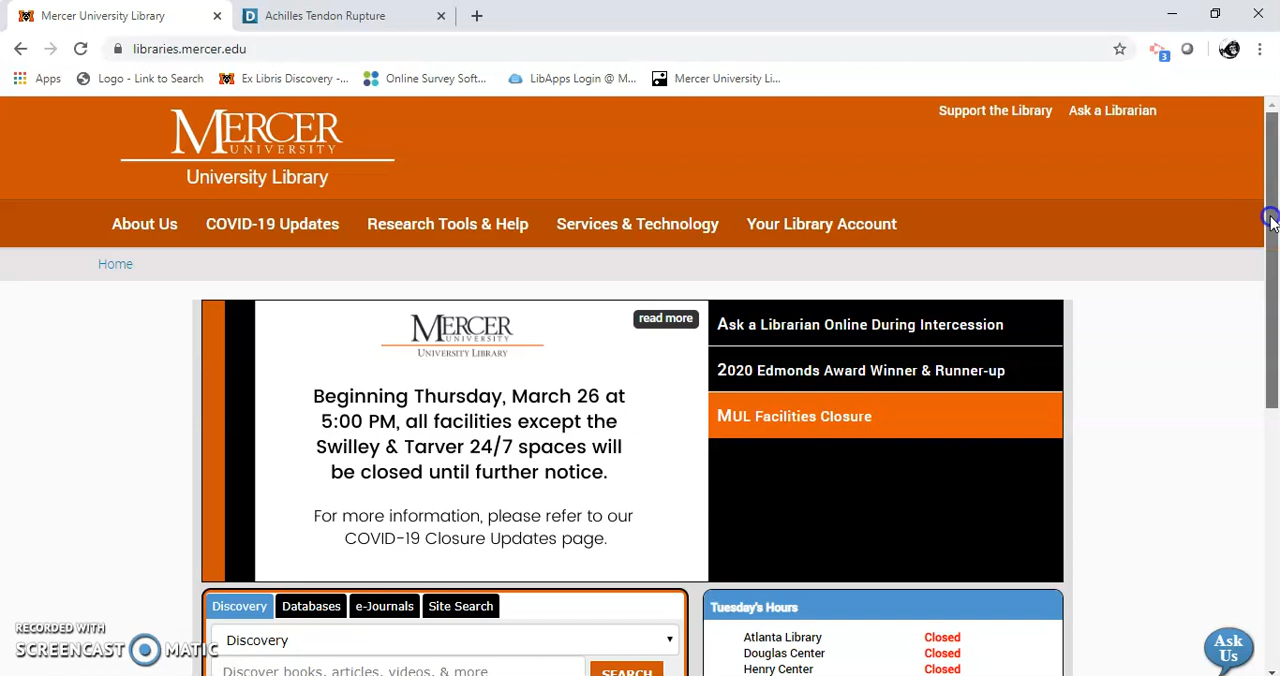 Mercer University Library
Achilles Tendon Rupture
libraries.mercer.edu
3
Apps
Logo - Link to Search
Ex Libris Discovery -...
Online Survey Soft...
LibApps Login @ M...
Mercer University Li...
MERCER
UNIVERSITY
University Library
Support the Library
Ask a Librarian
About Us
COVID-19 Updates
Research Tools & Help
Services & Technology
Your Library Account
Home
MERCER
UNIVERSITY
UNIVERSITY LIBRARY
read more
Beginning Thursday, March 26 at
5:00 PM, all facilities except the
Swilley & Tarver 24/7 spaces will
be closed until further notice.
For more information, please refer to our
COVID-19 Closure Updates page.
Ask a Librarian Online During Intercession
2020 Edmonds Award Winner & Runner-up
MUL Facilities Closure
Discovery
Databases
e-Journals
Site Search
Discovery
Discover books, articles, videos, & more
SEARCH
Tuesday's Hours
Atlanta Library Closed
Douglas Center Closed
Henry Center Closed
Ask
Us
RECORDED WITH
SCREENCAST MATIC